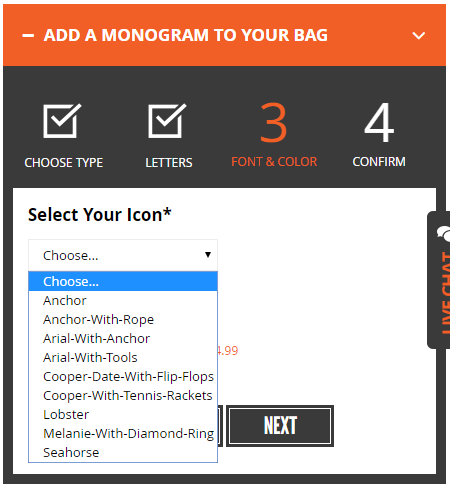 ADD A MONOGRAM TO YOUR BAG
3 4
CHOOSE TYPE LETTERS FONT & COLOR CONFIRM
Select Your Icon*
Choose...
Choose...
Anchor
Anchor-With-Rope
Arial-With-Anchor
Arial-With-Tools
4.99
Cooper-Date-With-Flip-Flops
Cooper-With-Tennis-Rackets
Lobster
Melanie-With-Diamond-Ring
Seahorse
NEXT
LIVE CHAT